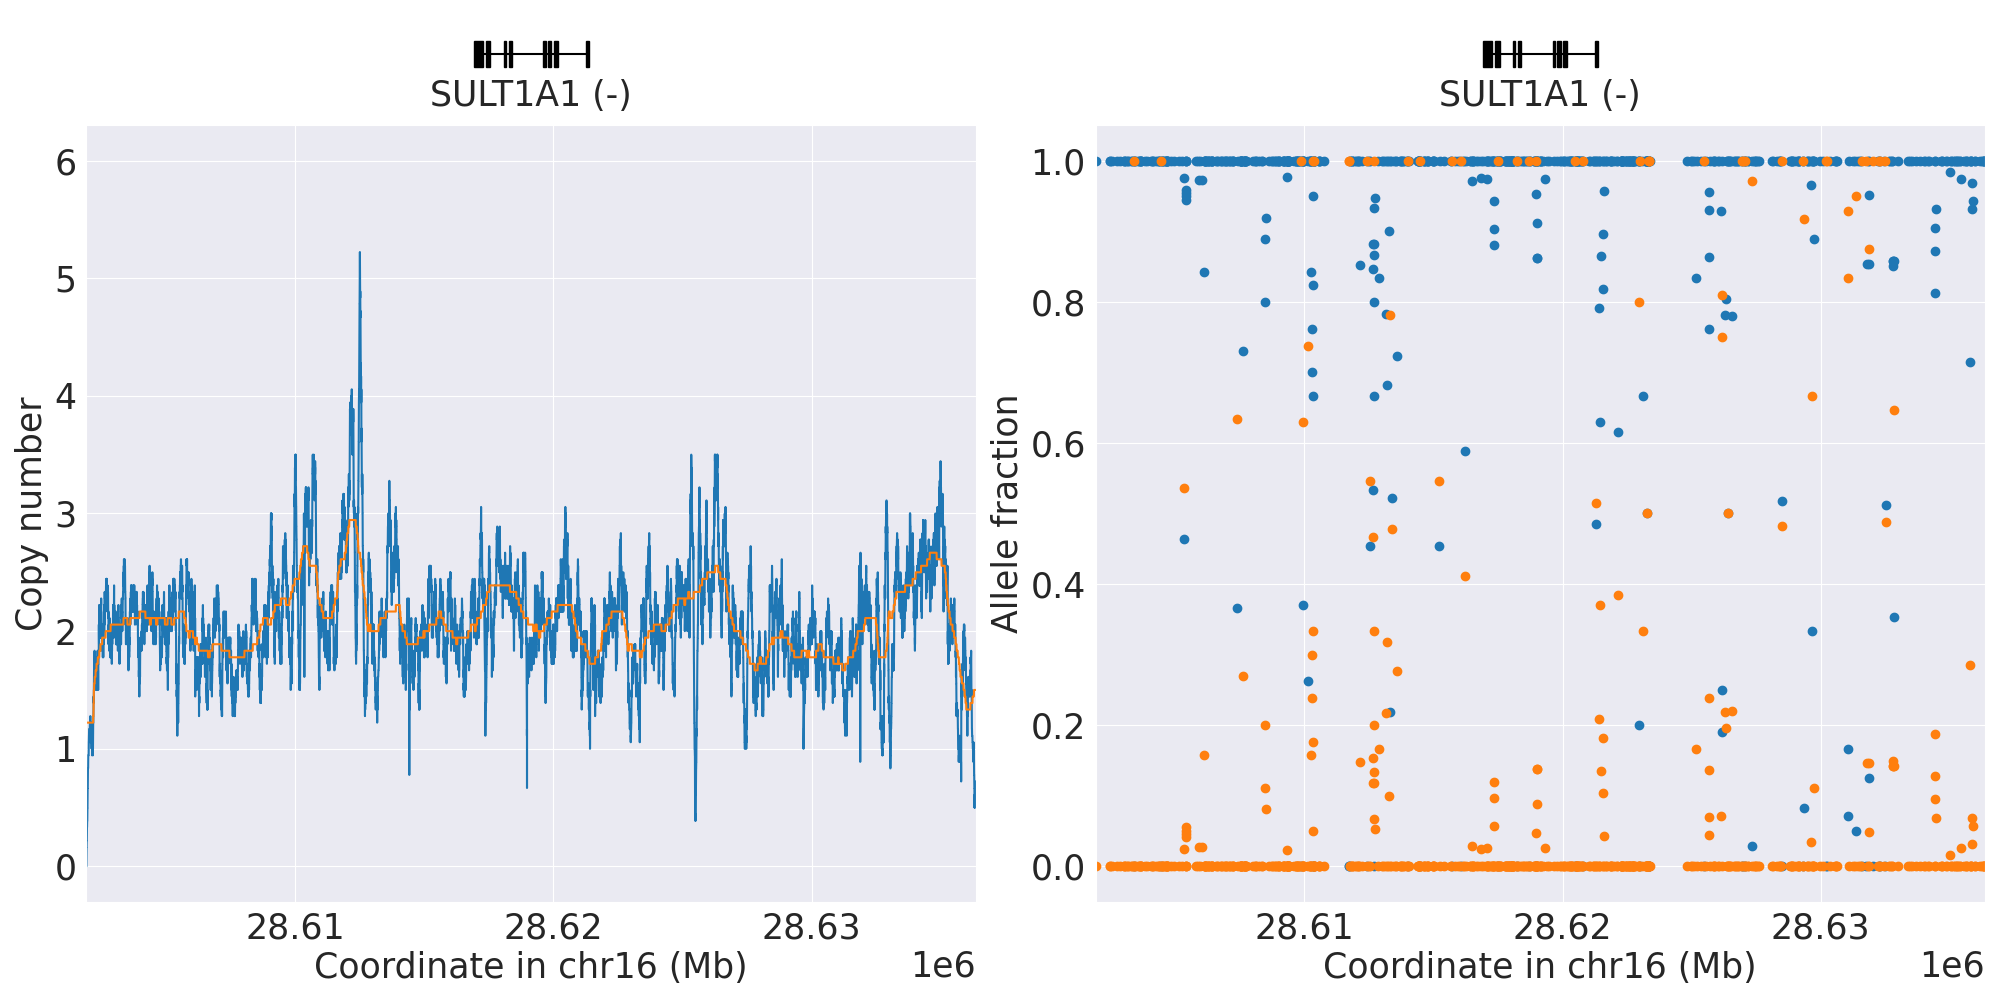 SULT1A1 (-)
6
5
4
3
2
1
0
Copy number
28.61
28.62
28.63
Coordinate in chr16 (Mb)
1e6
SULT1A1 (-)
1.0
0.8
0.6
0.4
0.2
0.0
Allele fraction
28.61
28.62
28.63
Coordinate in chr16 (Mb)
1e6